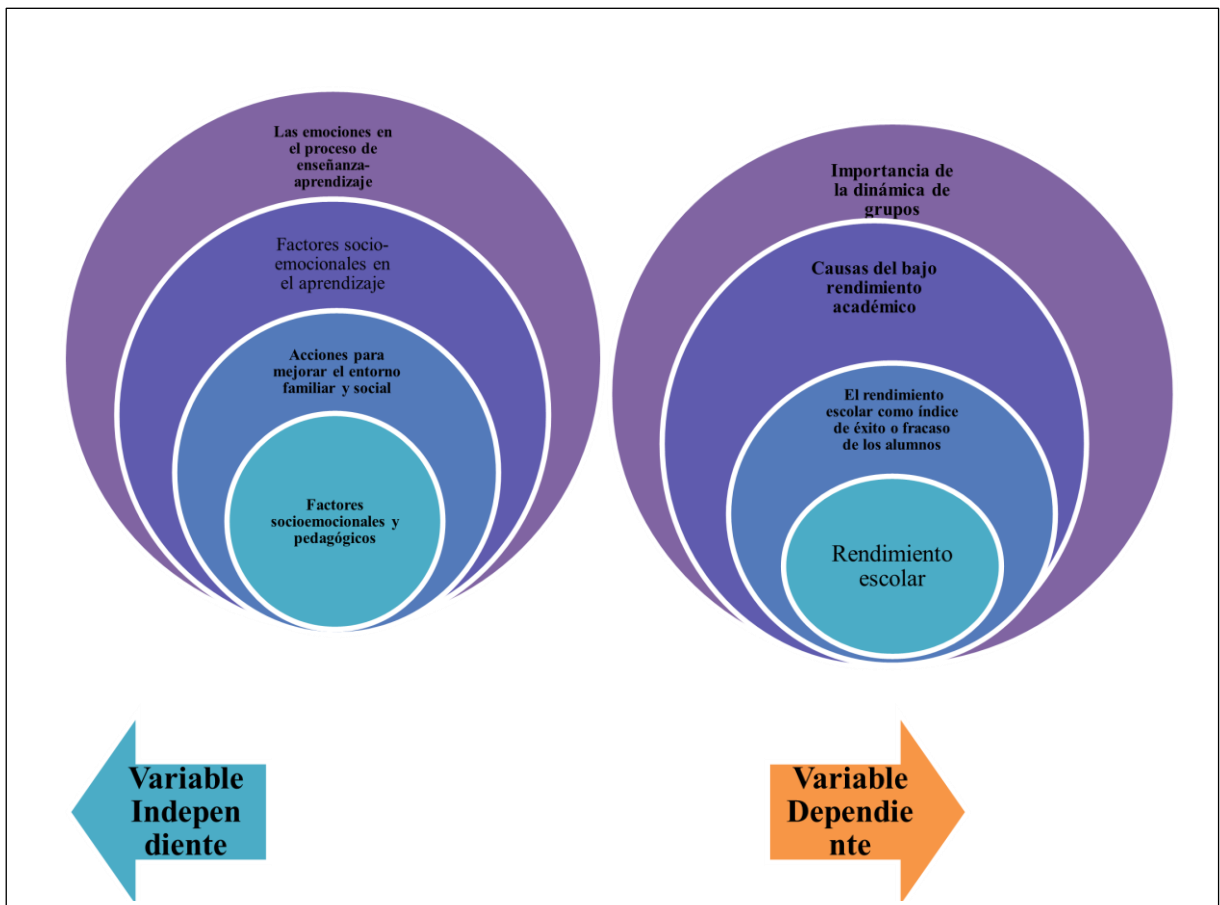 Las emociones en
el proceso de
enseñanza-
aprendizaje
Factores socio-
emocionales en
el aprendizaje
Acciones para
mejorar el entorno
familiar y social
Factores
socioemocionales y
pedagógicos
Importancia de
la dinámica de
grupos
Causas del bajo
rendimiento
académico
El rendimiento
escolar como índice
de éxito o fracaso
de los alumnos
Rendimiento
escolar
Variable
Indepen
diente
Variable
Dependie
nte